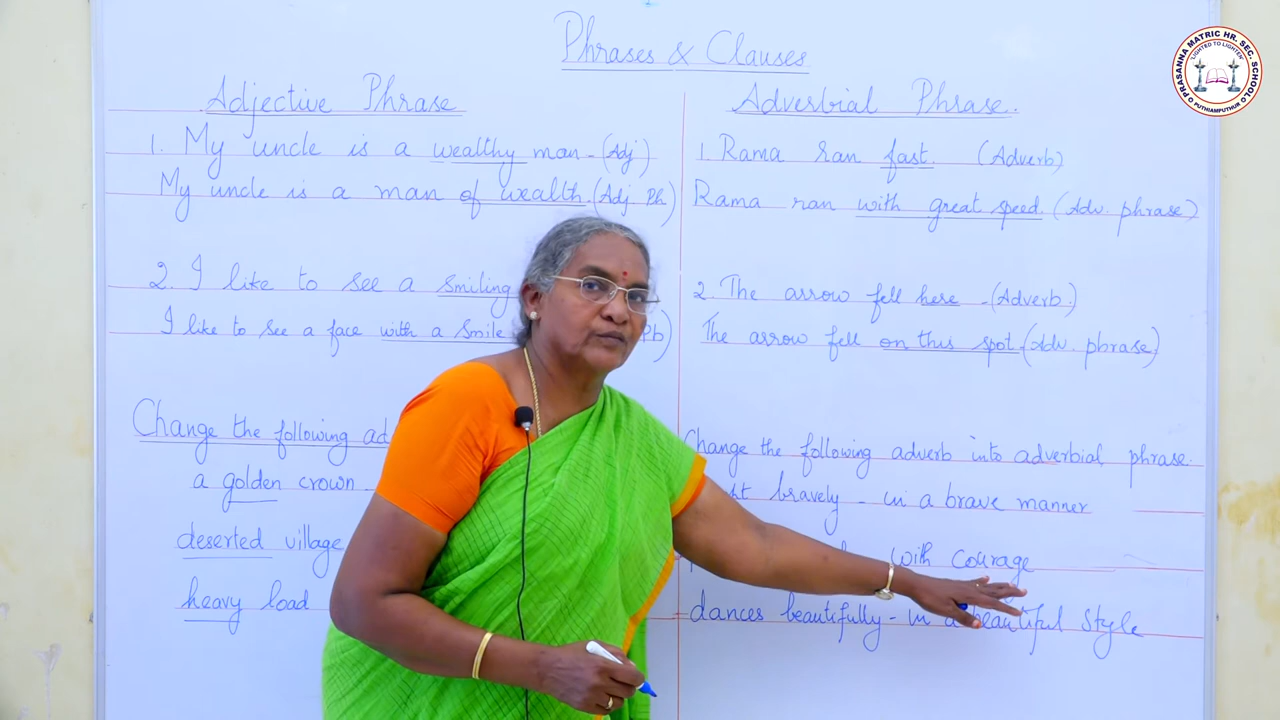 Phrases & Clauses
Adjective Phrase
1. My uncle is a wealthy man - (Adj)
My uncle is a man of wealth. (Adj. Ph)
2. I like to see a smiling
I like to see a face with a smile
Change the following
a golden crown
deserted village
heavy load
Adverbial Phrase.
1. Rama ran fast. (Adverb)
Rama ran with great speed. (Adv. phrase)
2. The arrow fell here - (Adverb.)
The arrow fell on this spot (Adv. phrase)
Change the following adverb into adverbial phrase.
bravely - in a brave manner
with courage
dances beautifully - in a beautiful style
PRASANNA MATRIC HR. SEC. SCHOOL
"LIGHTED TO LIGHTEN"
PUTHIAMPUTHUR